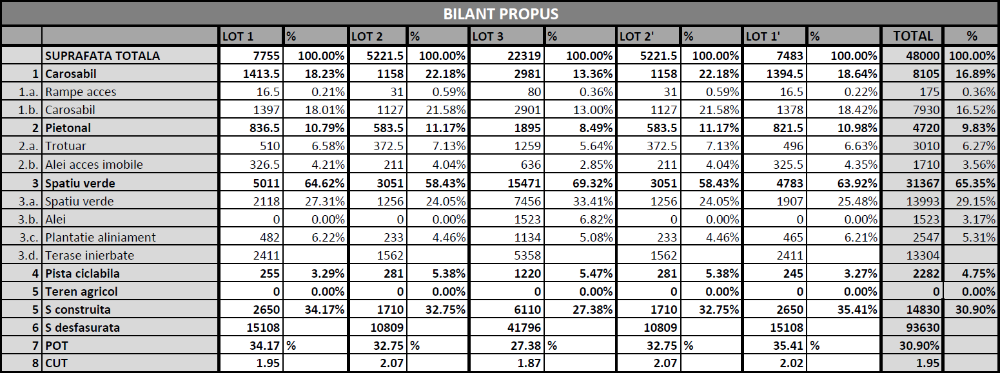 BILANT PROPUS
LOT 1 % LOT 2 % LOT 3 % LOT 2' % LOT 1' % TOTAL %
SUPRAFATA TOTALA 7755 100.00% 5221.5 100.00% 22319 100.00% 5221.5 100.00% 7483 100.00% 48000 100.00%
1 Carosabil 1413.5 18.23% 1158 22.18% 2981 13.36% 1158 22.18% 1394.5 18.64% 8105 16.89%
1.a. Rampe acces 16.5 0.21% 31 0.59% 80 0.36% 31 0.59% 16.5 0.22% 175 0.36%
1.b. Carosabil 1397 18.01% 1127 21.58% 2901 13.00% 1127 21.58% 1378 18.42% 7930 16.52%
2 Pietonal 836.5 10.79% 583.5 11.17% 1895 8.49% 583.5 11.17% 821.5 10.98% 4720 9.83%
2.a. Trotuar 510 6.58% 372.5 7.13% 1259 5.64% 372.5 7.13% 496 6.63% 3010 6.27%
2.b. Alei acces imobile 326.5 4.21% 211 4.04% 636 2.85% 211 4.04% 325.5 4.35% 1710 3.56%
3 Spatiu verde 5011 64.62% 3051 58.43% 15471 69.32% 3051 58.43% 4783 63.92% 31367 65.35%
3.a. Spatiu verde 2118 27.31% 1256 24.05% 7456 33.41% 1256 24.05% 1907 25.48% 13993 29.15%
3.b. Alei 0 0.00% 0 0.00% 1523 6.82% 0 0.00% 0 0.00% 1523 3.17%
3.c. Plantatie aliniament 482 6.22% 233 4.46% 1134 5.08% 233 4.46% 465 6.21% 2547 5.31%
3.d. Terase inierbate 2411 1562 5358 1562 2411 13304
4 Pista ciclabila 255 3.29% 281 5.38% 1220 5.47% 281 5.38% 245 3.27% 2282 4.75%
5 Teren agricol 0 0.00% 0 0.00% 0 0.00% 0 0.00% 0 0.00% 0 0.00%
5 S construita 2650 34.17% 1710 32.75% 6110 27.38% 1710 32.75% 2650 35.41% 14830 30.90%
6 S desfasurata 15108 10809 41796 10809 15108 93630
7 POT 34.17 % 32.75 % 27.38 % 32.75 % 35.41 % 30.90%
8 CUT 1.95 2.07 1.87 2.07 2.02 1.95